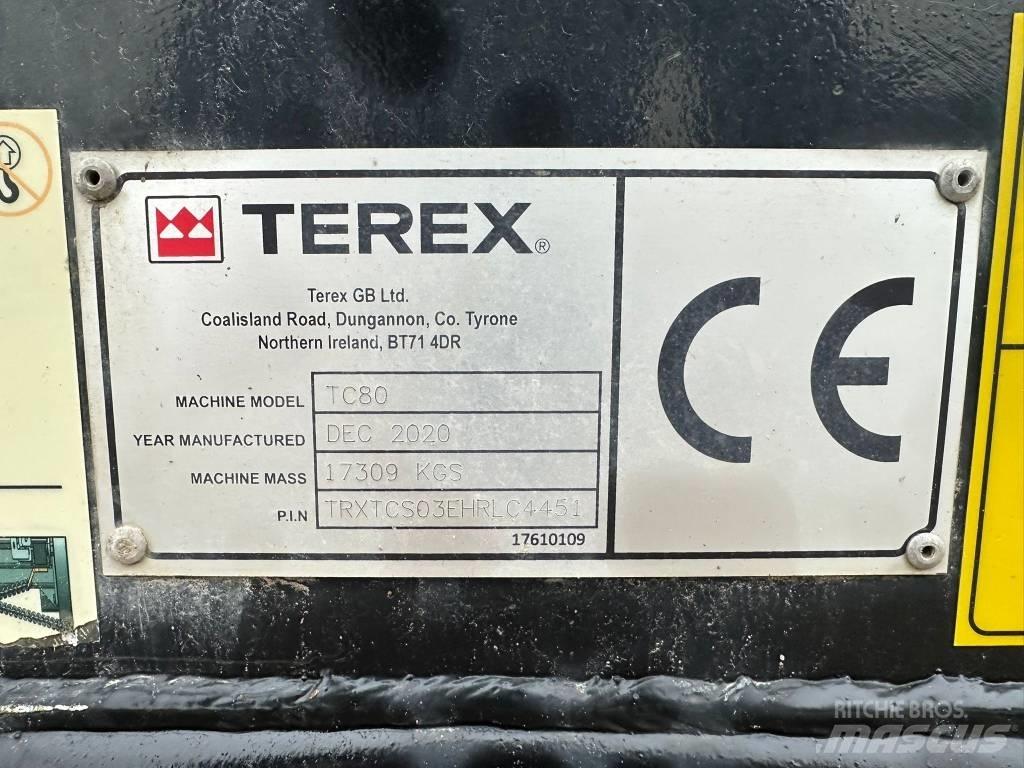 TEREX®
Terex GB Ltd.
Coalisland Road, Dungannon, Co. Tyrone
Northern Ireland, BT71 4DR
MACHINE MODEL TC80
YEAR MANUFACTURED DEC 2020
MACHINE MASS 17309 KGS
P.I.N TRXTCS03EHRLC4451
17610109
CE
RITCHIE BROS.
MASCUS